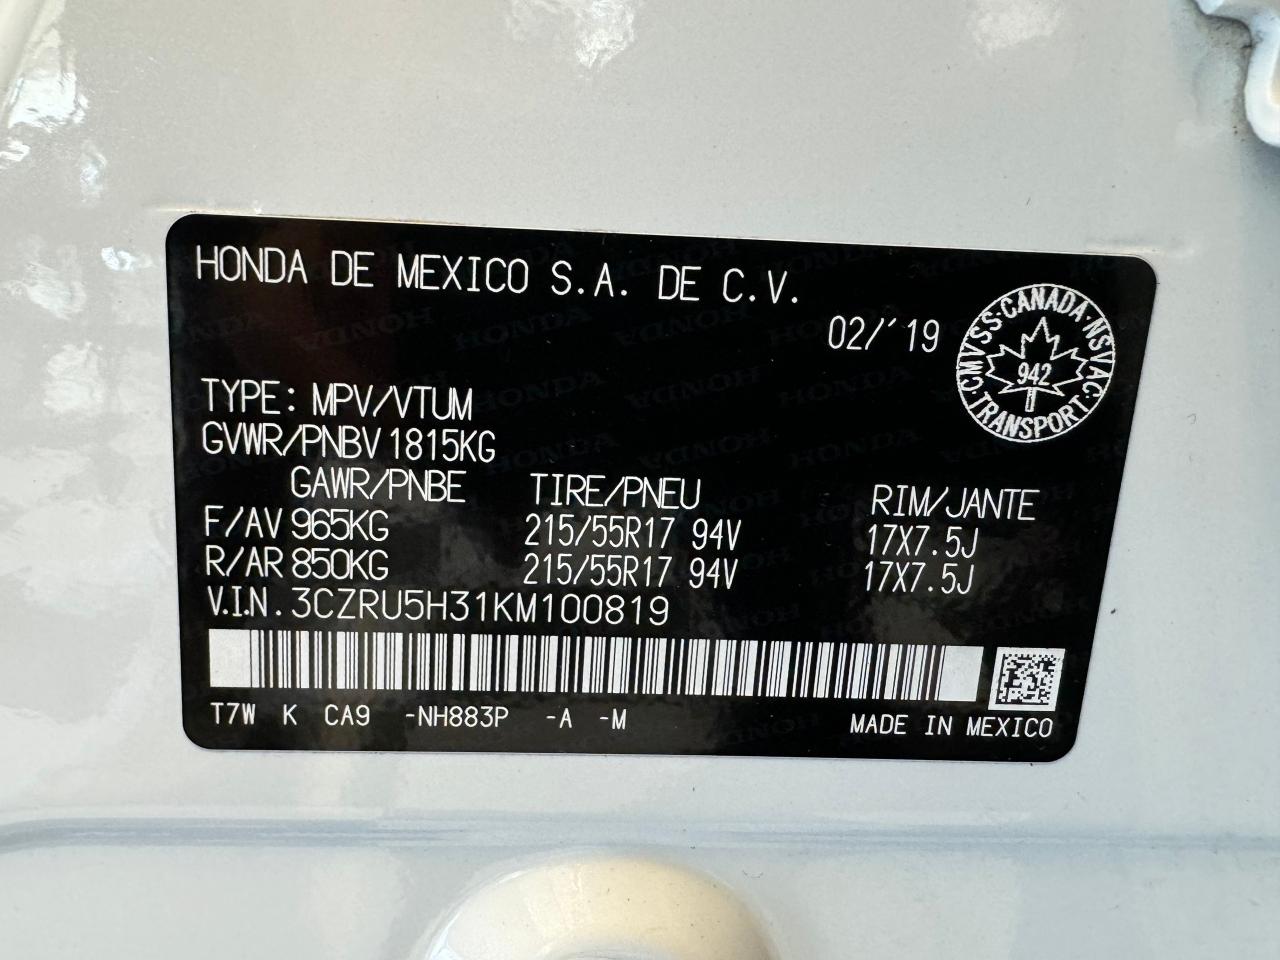 HONDA DE MEXICO S.A. DE C.V.
02/'19
CMVSS·CANADA·NSVAC·TRANSPORT·
942
TYPE: MPV/VTUM
GVWR/PNBV 1815KG
GAWR/PNBE TIRE/PNEU RIM/JANTE
F/AV 965KG 215/55R17 94V 17X7.5J
R/AR 850KG 215/55R17 94V 17X7.5J
V.I.N. 3CZRU5H31KM100819
T7W K CA9 -NH883P -A -M MADE IN MEXICO